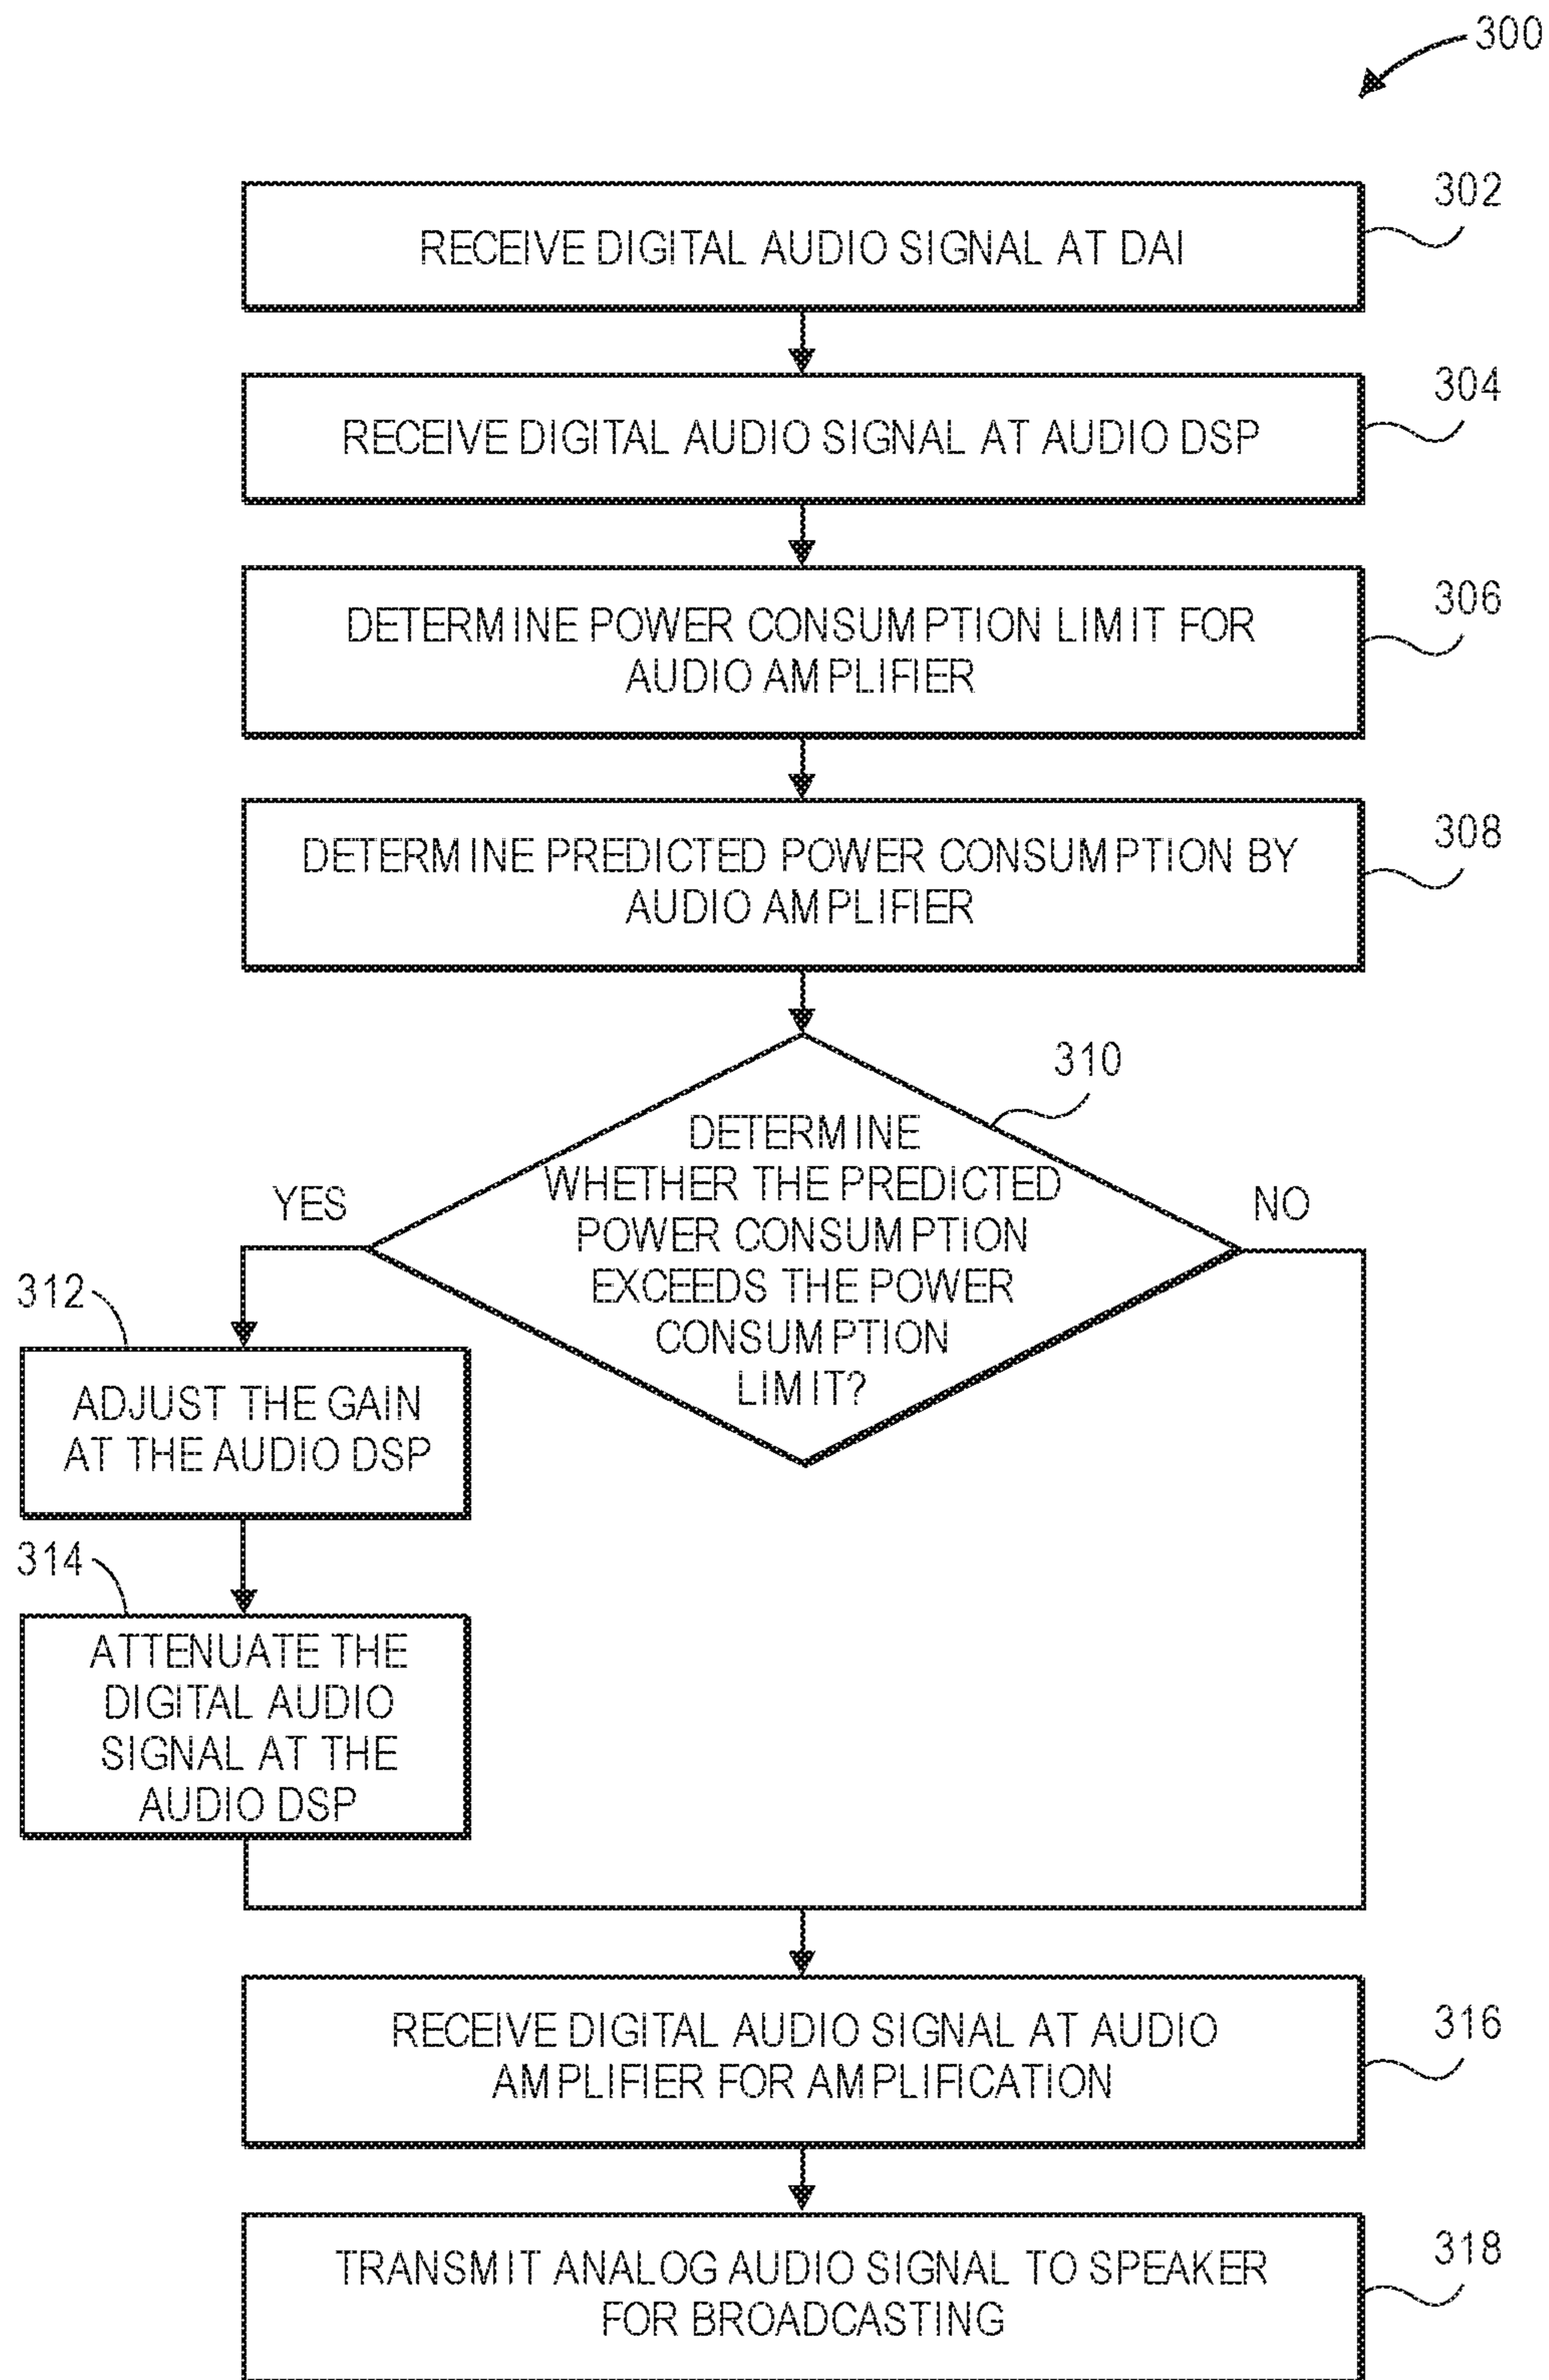 300
302
RECEIVE DIGITAL AUDIO SIGNAL AT DAI
304
RECEIVE DIGITAL AUDIO SIGNAL AT AUDIO DSP
306
DETERMINE POWER CONSUMPTION LIMIT FOR
AUDIO AMPLIFIER
308
DETERMINE PREDICTED POWER CONSUMPTION BY
AUDIO AMPLIFIER
310
DETERMINE
WHETHER THE PREDICTED
POWER CONSUMPTION
EXCEEDS THE POWER
CONSUMPTION
LIMIT?
YES
NO
312
ADJUST THE GAIN
AT THE AUDIO DSP
314
ATTENUATE THE
DIGITAL AUDIO
SIGNAL AT THE
AUDIO DSP
316
RECEIVE DIGITAL AUDIO SIGNAL AT AUDIO
AMPLIFIER FOR AMPLIFICATION
318
TRANSMIT ANALOG AUDIO SIGNAL TO SPEAKER
FOR BROADCASTING